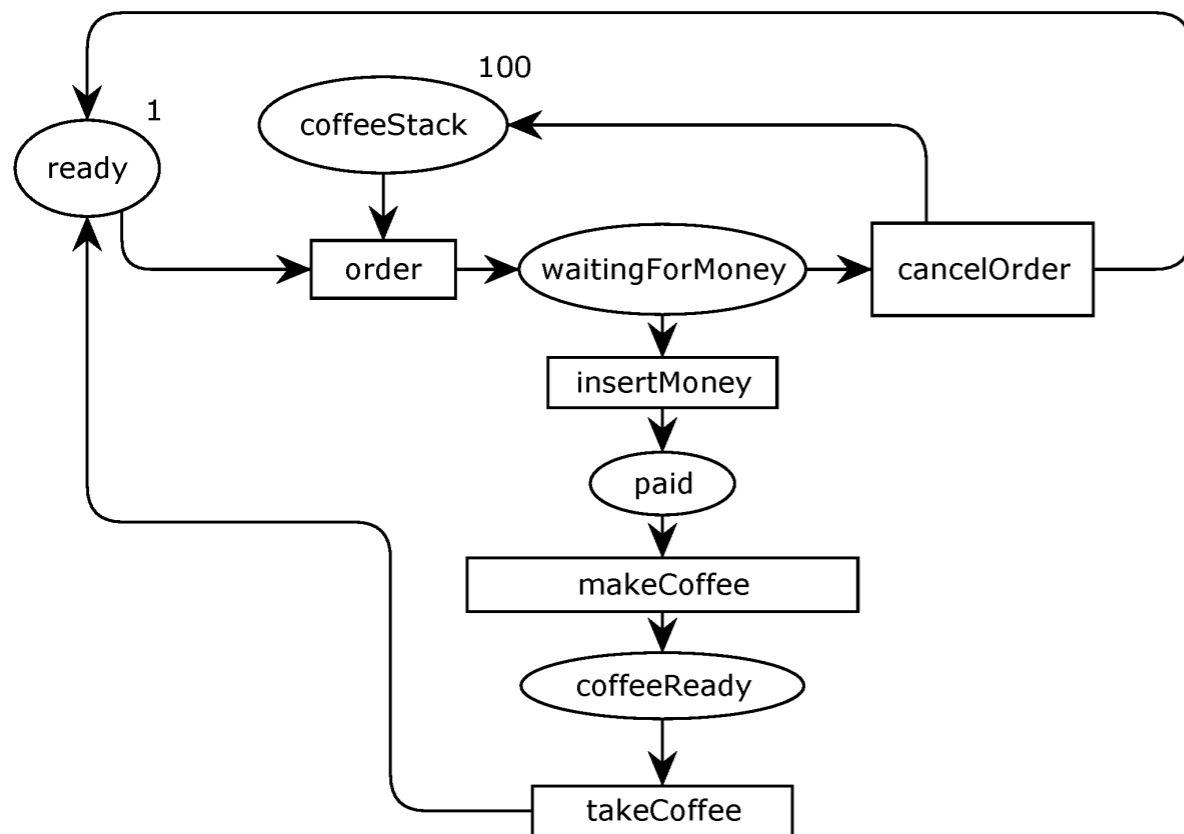 100
1
coffeeStack
ready
order
waitingForMoney
cancelOrder
insertMoney
paid
makeCoffee
coffeeReady
takeCoffee